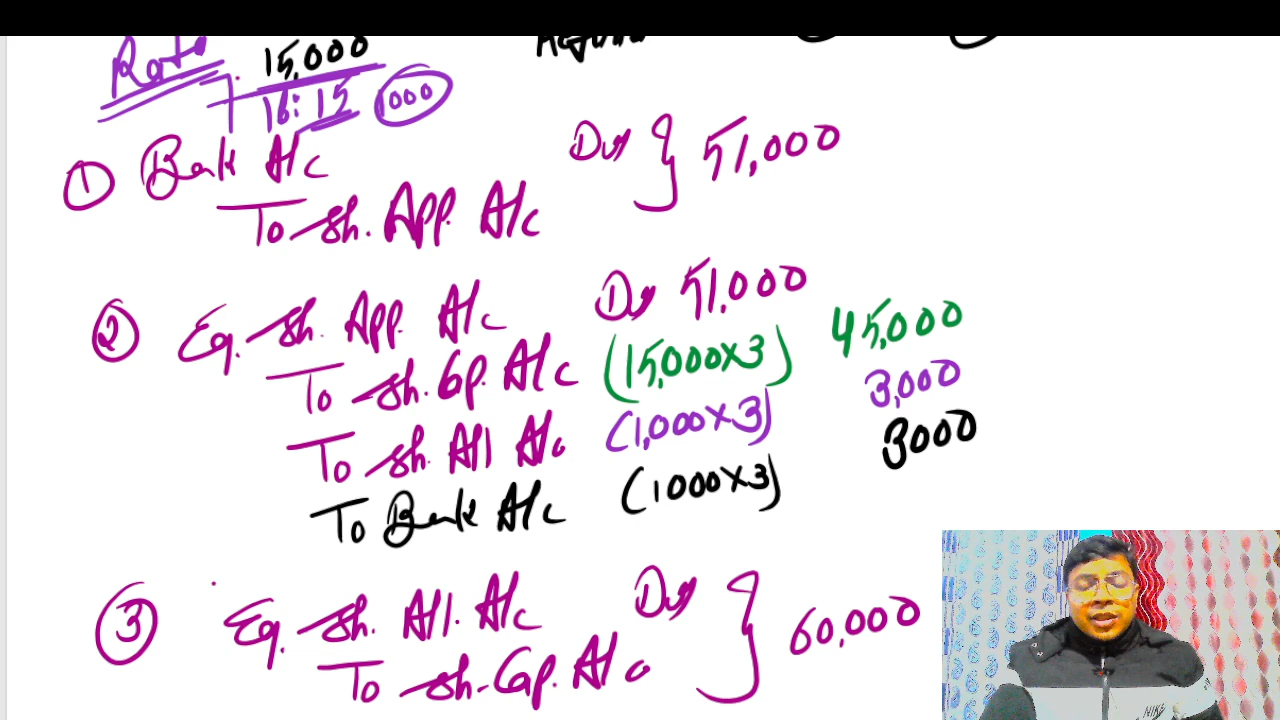 Rato 15,000
16:15 1000
① Bank A/c Dr } 51,000
To sh. App. A/c
② Eq. sh. App. A/c Dr 51,000
To sh. Cap. A/c (15,000×3) 45,000
To sh. All A/c (1,000×3) 3,000
To Bank A/c (1000×3) 3000
③ Eq. sh. All. A/c Dr } 60,000
To sh. Cap. A/c